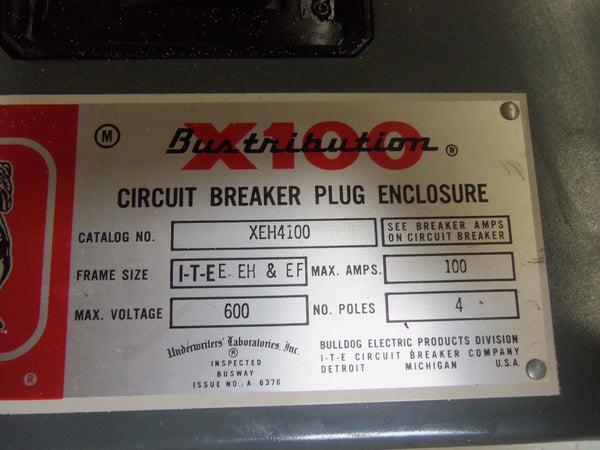 M
X100
Bustribution ®
CIRCUIT BREAKER PLUG ENCLOSURE
CATALOG NO. XEH4100 SEE BREAKER AMPS ON CIRCUIT BREAKER
FRAME SIZE I-T-E E, EH & EF MAX. AMPS. 100
MAX. VOLTAGE 600 NO. POLES 4
Underwriters' Laboratories, Inc.
®
INSPECTED
BUSWAY
ISSUE NO. A 6376
BULLDOG ELECTRIC PRODUCTS DIVISION
I-T-E CIRCUIT BREAKER COMPANY
DETROIT MICHIGAN U.S.A.
®